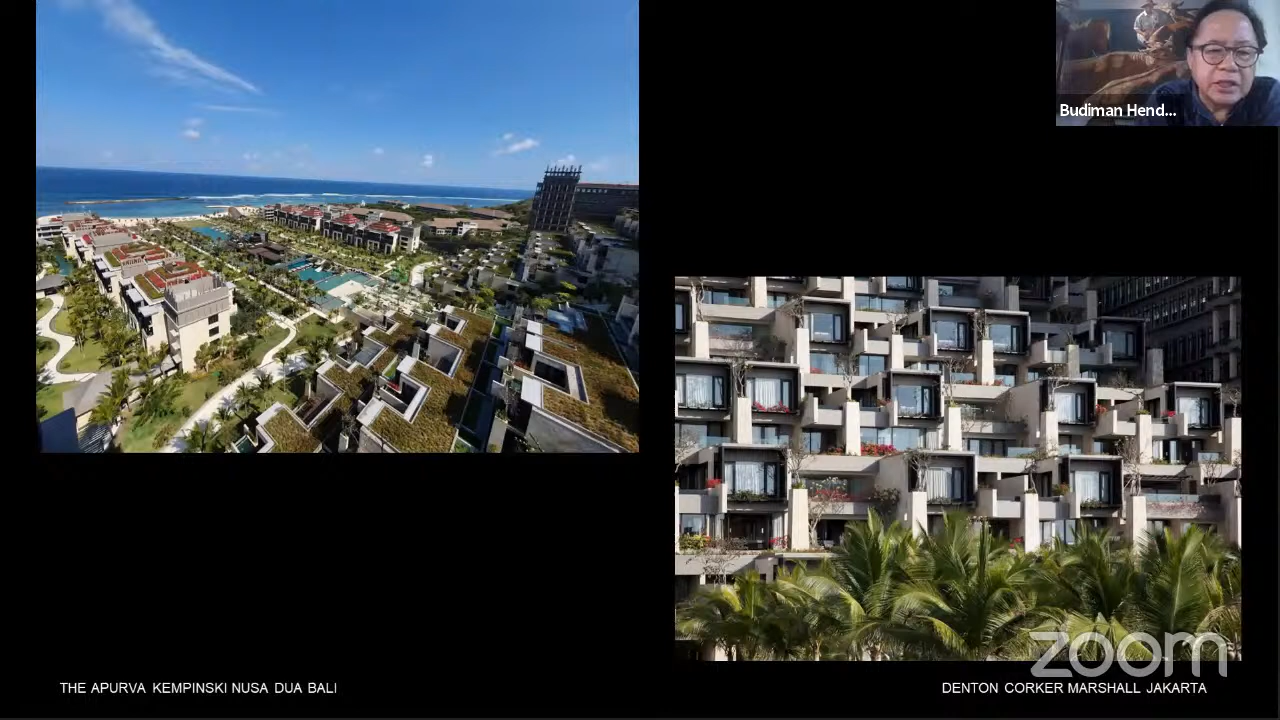 Budiman Hend...
zoom
THE APURVA KEMPINSKI NUSA DUA BALI
DENTON CORKER MARSHALL JAKARTA